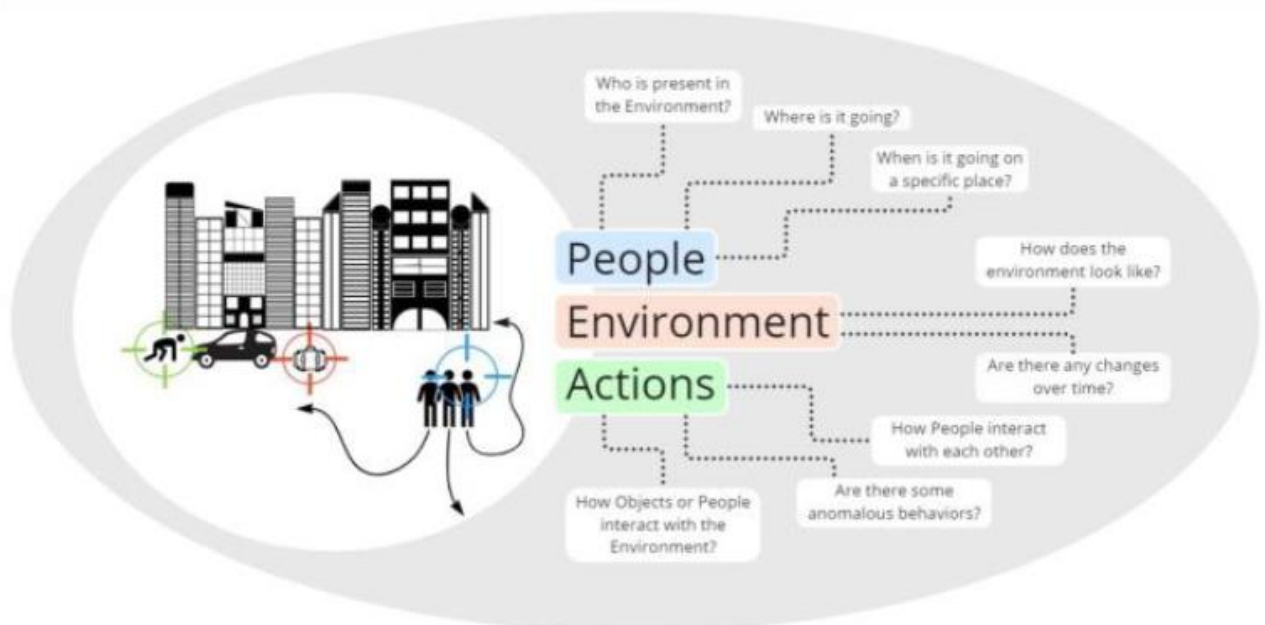 Who is present in
the Environment?
Where is it going?
When is it going on
a specific place?
People
How does the
environment look like?
Environment
Are there any changes
over time?
Actions
How People interact
with each other?
Are there some
anomalous behaviors?
How Objects or People
interact with the
Environment?